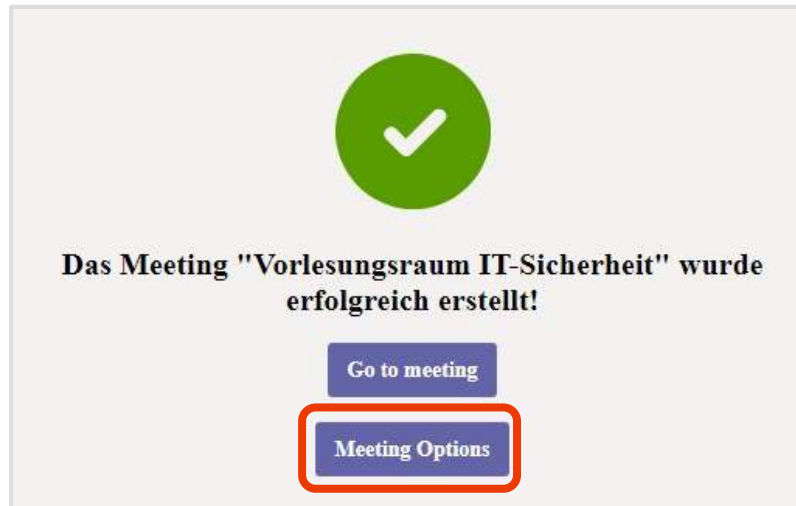 Das Meeting "Vorlesungsraum IT-Sicherheit" wurde
erfolgreich erstellt!
Go to meeting
Meeting Options